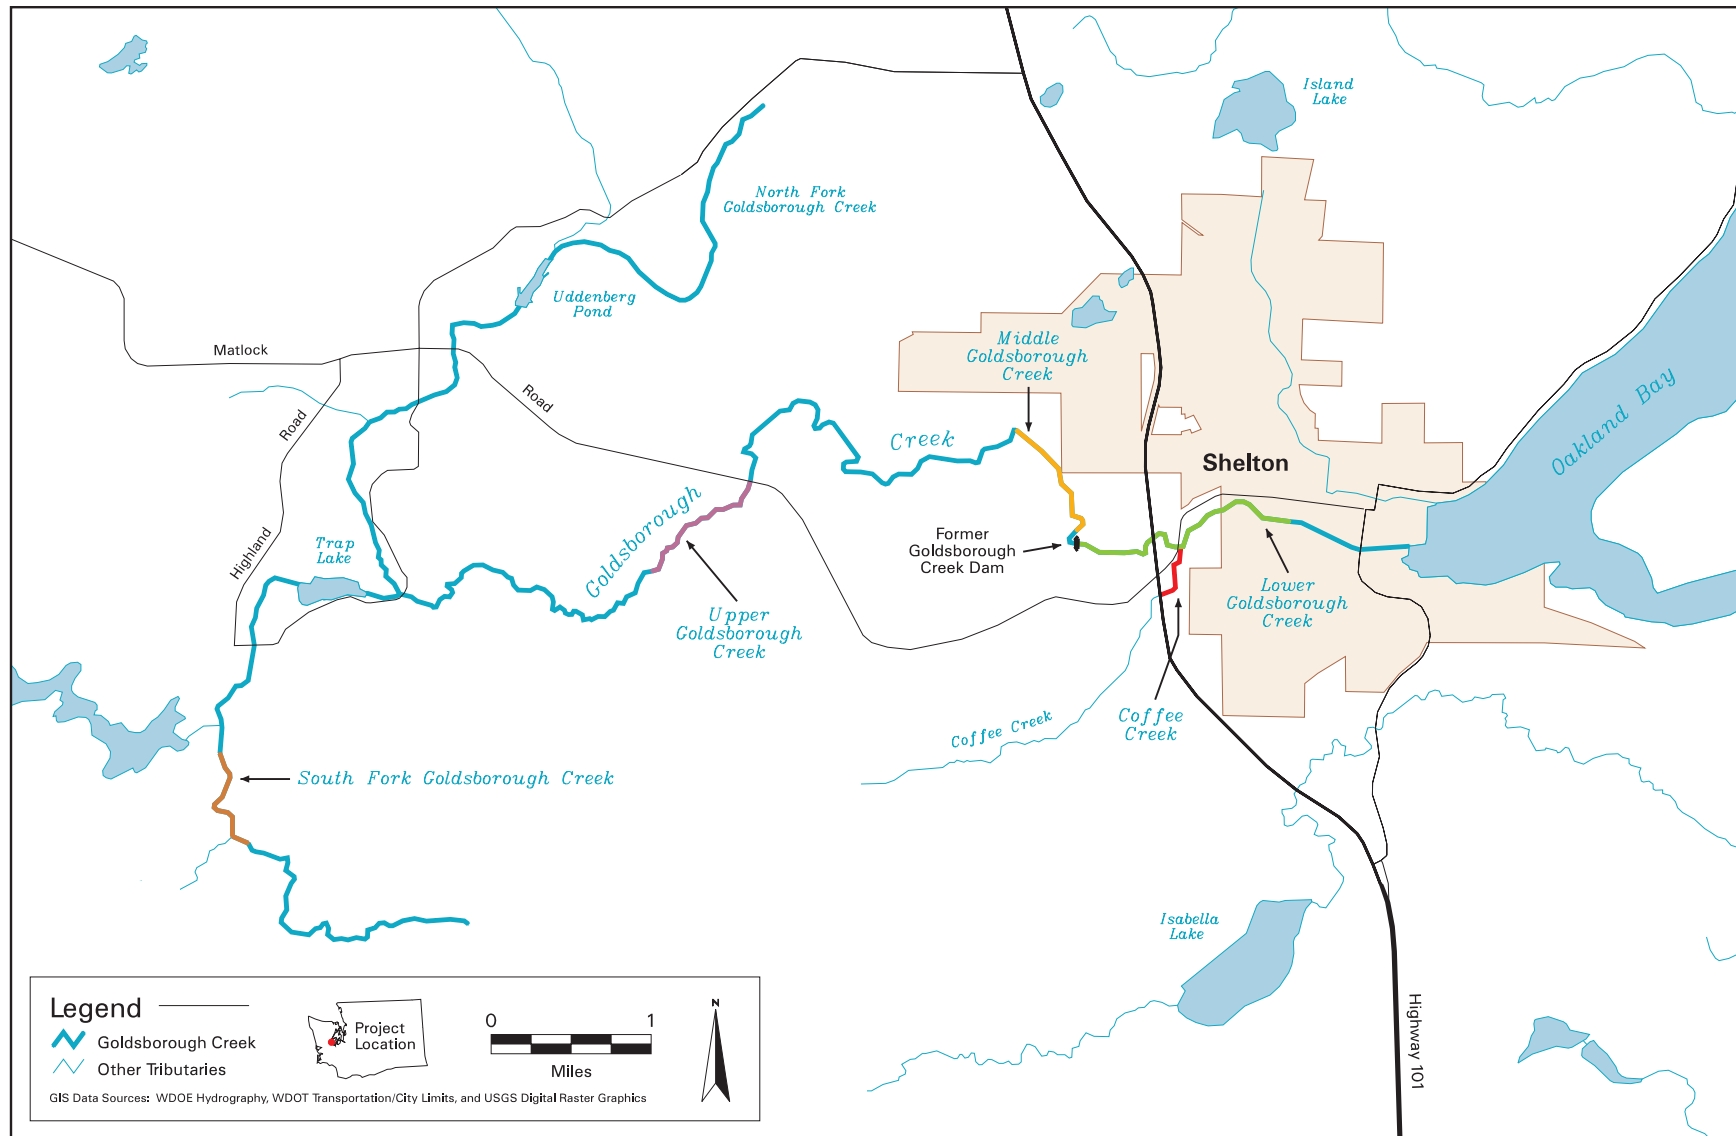 Island
Lake
North Fork
Goldsborough Creek
Uddenberg
Pond
Matlock
Road
Road
Highland
Middle
Goldsborough
Creek
Creek
Goldsborough
Oakland Bay
Shelton
Former
Goldsborough
Creek Dam
Trap
Lake
Upper
Goldsborough
Creek
Lower
Goldsborough
Creek
Coffee
Creek
Coffee Creek
South Fork Goldsborough Creek
Isabella
Lake
Highway 101
Legend
Goldsborough Creek
Other Tributaries
Project
Location
0 1
Miles
N
GIS Data Sources: WDOE Hydrography, WDOT Transportation/City Limits, and USGS Digital Raster Graphics